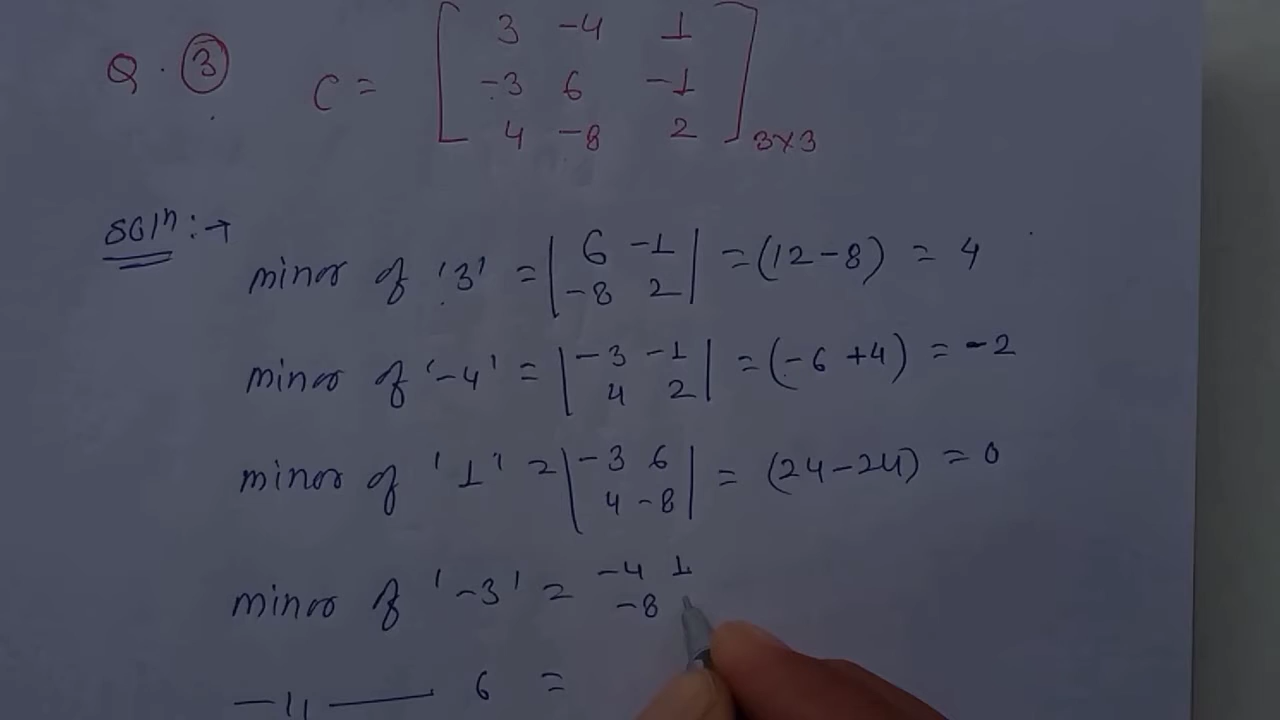 Q. 3 C = [ 3 -4 1
-3 6 -1
4 -8 2 ] 3×3
Solⁿ :→
minor of '3' = | 6 -1 | = (12-8) = 4
| -8 2 |
minor of '-4' = | -3 -1 | = (-6 +4) = -2
| 4 2 |
minor of '1' = | -3 6 | = (24-24) = 0
| 4 -8 |
minor of '-3' = -4 1
-8
—11— 6 =